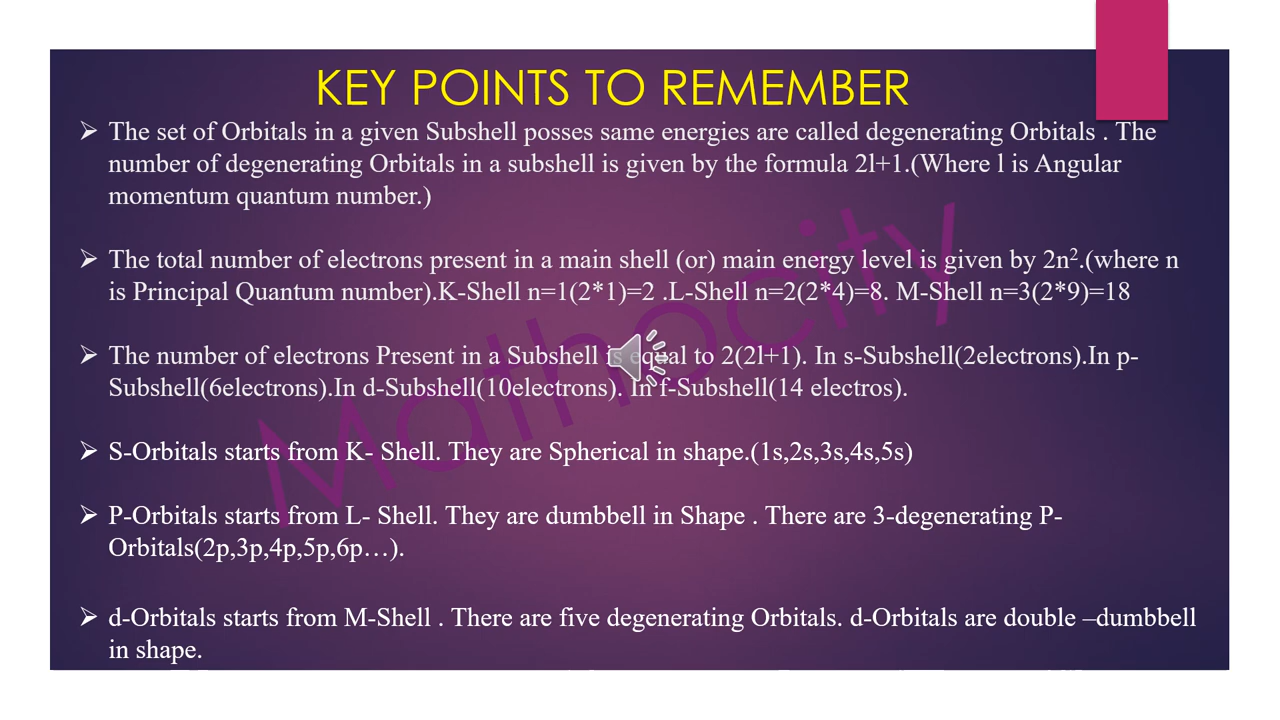 KEY POINTS TO REMEMBER
➢ The set of Orbitals in a given Subshell posses same energies are called degenerating Orbitals . The
number of degenerating Orbitals in a subshell is given by the formula 2l+1.(Where l is Angular
momentum quantum number.)
➢ The total number of electrons present in a main shell (or) main energy level is given by 2n².(where n
is Principal Quantum number).K-Shell n=1(2*1)=2 .L-Shell n=2(2*4)=8. M-Shell n=3(2*9)=18
➢ The number of electrons Present in a Subshell is equal to 2(2l+1). In s-Subshell(2electrons).In p-
Subshell(6electrons).In d-Subshell(10electrons). In f-Subshell(14 electros).
➢ S-Orbitals starts from K- Shell. They are Spherical in shape.(1s,2s,3s,4s,5s)
➢ P-Orbitals starts from L- Shell. They are dumbbell in Shape . There are 3-degenerating P-
Orbitals(2p,3p,4p,5p,6p…).
➢ d-Orbitals starts from M-Shell . There are five degenerating Orbitals. d-Orbitals are double –dumbbell
in shape.
Mathocity